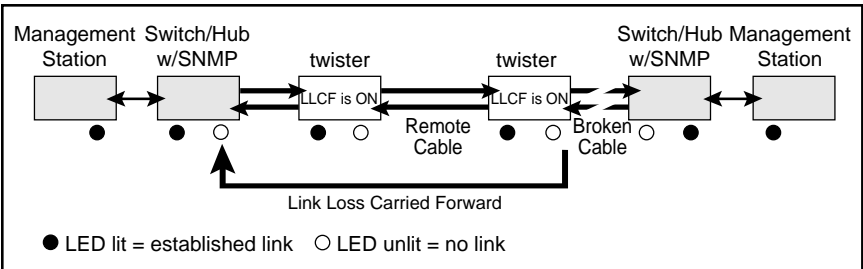 Management Station
Switch/Hub w/SNMP
twister
twister
Switch/Hub w/SNMP
Management Station
LLCF is ON
LLCF is ON
Remote Cable
Broken Cable
Link Loss Carried Forward
LED lit = established link
LED unlit = no link